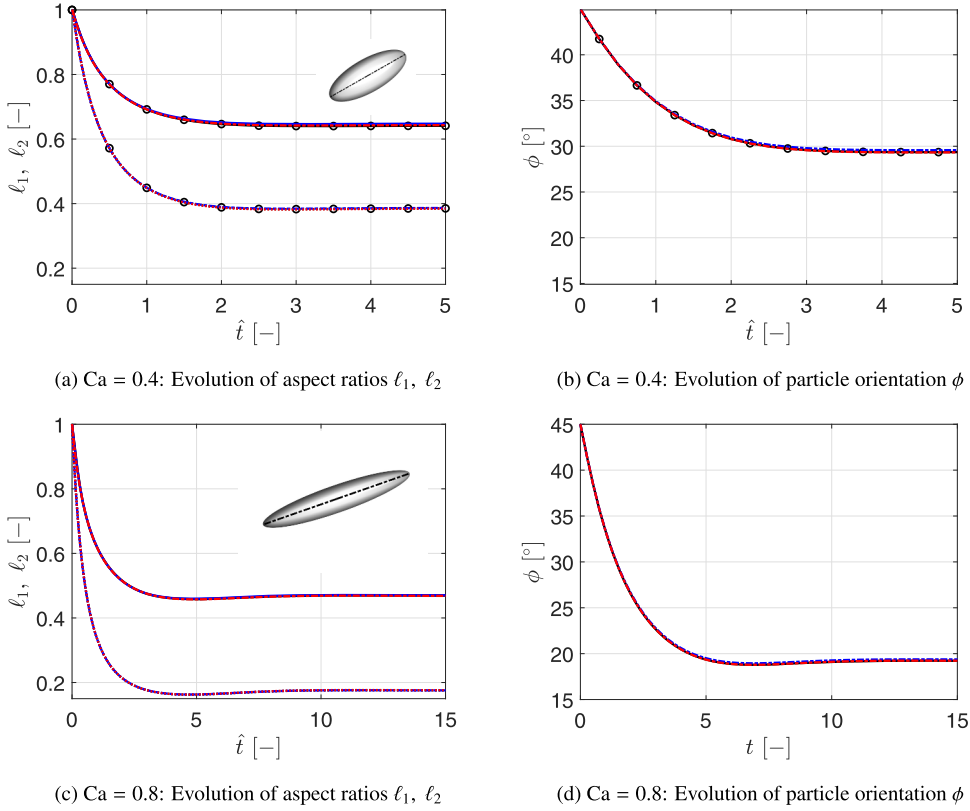 1
0.8
0.6
0.4
0.2
ℓ₁, ℓ₂ [−]
0 1 2 3 4 5
t̂ [−]
(a) Ca = 0.4: Evolution of aspect ratios ℓ₁, ℓ₂
40
35
30
25
20
15
ϕ [°]
0 1 2 3 4 5
t̂ [−]
(b) Ca = 0.4: Evolution of particle orientation ϕ
1
0.8
0.6
0.4
0.2
ℓ₁, ℓ₂ [−]
0 5 10 15
t̂ [−]
(c) Ca = 0.8: Evolution of aspect ratios ℓ₁, ℓ₂
45
40
35
30
25
20
15
ϕ [°]
0 5 10 15
t [−]
(d) Ca = 0.8: Evolution of particle orientation ϕ